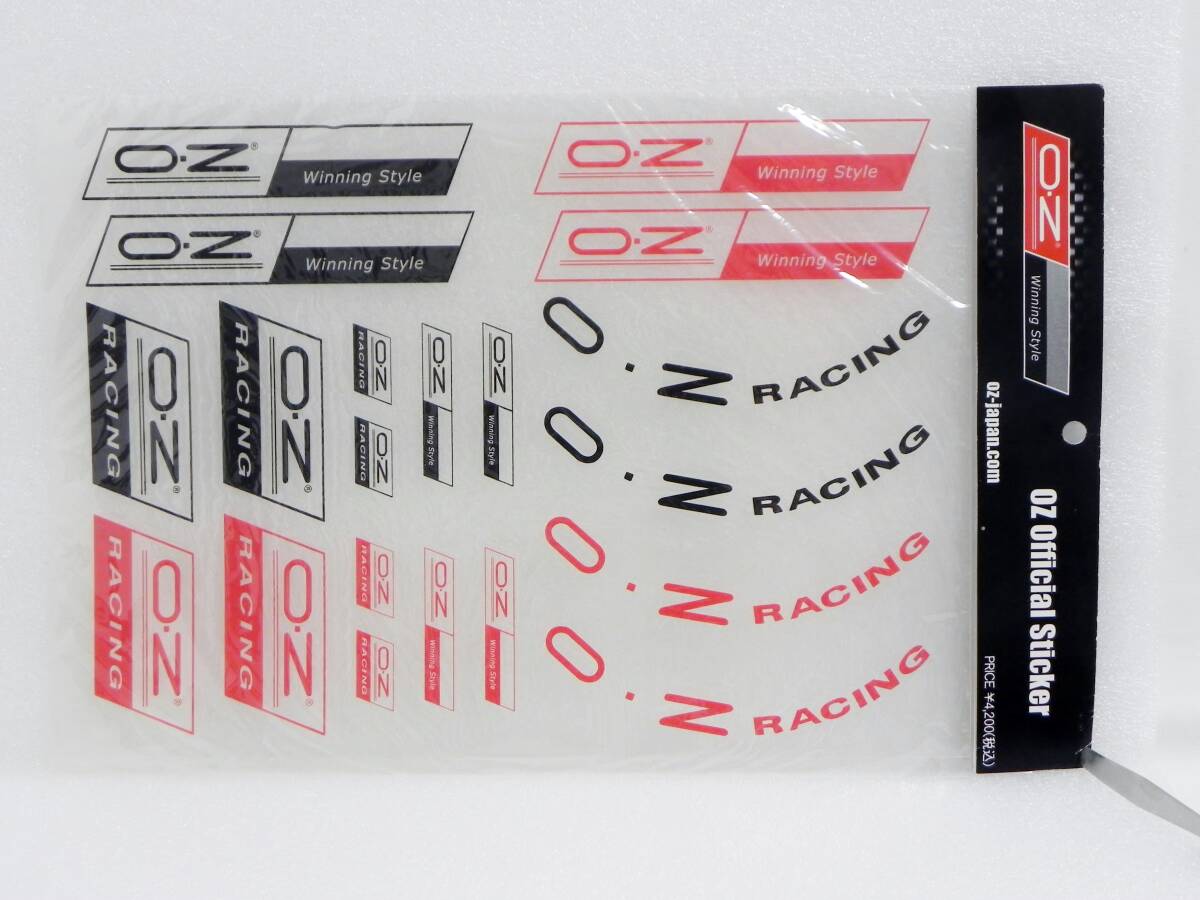 O·Z®
Winning Style
O·Z®
Winning Style
O·Z®
Winning Style
O·Z®
Winning Style
O·Z®
RACING
O·Z®
RACING
O·Z
RACING
O·Z
RACING
O·Z
Winning Style
O·Z
Winning Style
O·Z®
RACING
O·Z®
RACING
O·Z
RACING
O·Z
RACING
O·Z
Winning Style
O·Z
Winning Style
O·Z RACING
O·Z RACING
O·Z RACING
O·Z RACING
O·Z®
Winning Style
oz-japan.com
OZ Official Sticker
PRICE ¥4,200(税込)